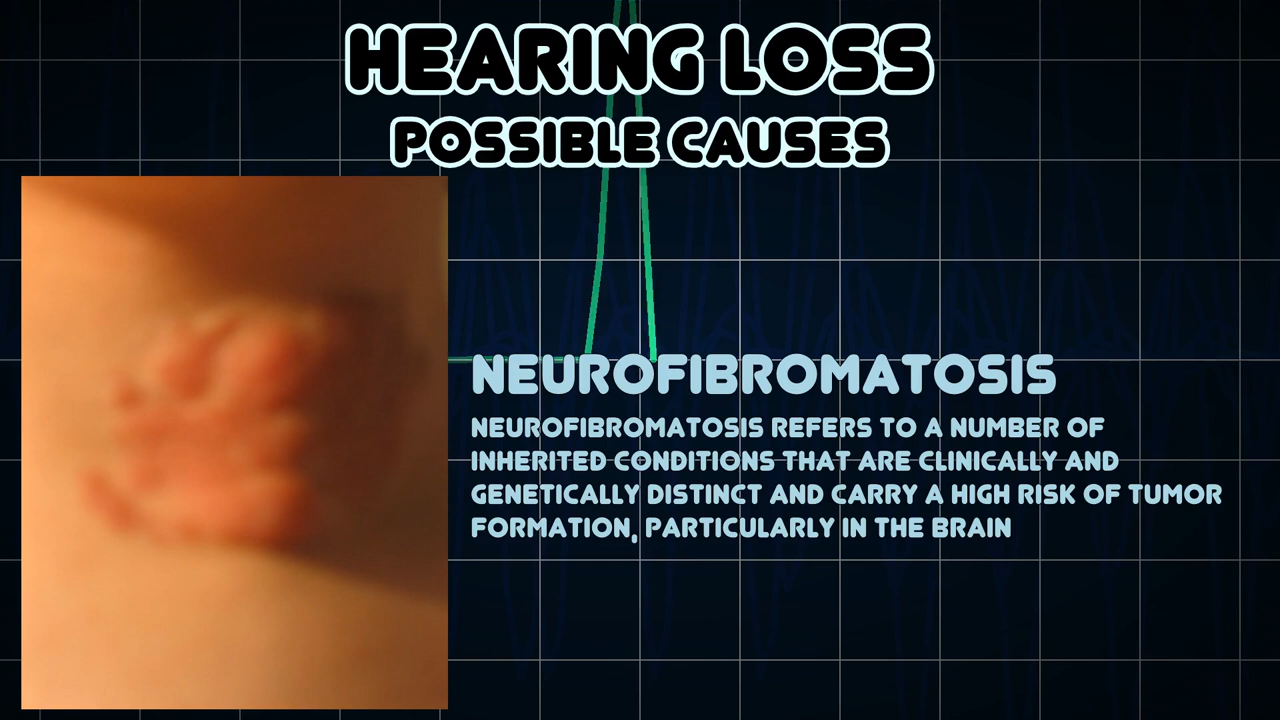 HEARING LOSS
POSSIBLE CAUSES
NEUROFIBROMATOSIS
NEUROFIBROMATOSIS REFERS TO A NUMBER OF
INHERITED CONDITIONS THAT ARE CLINICALLY AND
GENETICALLY DISTINCT AND CARRY A HIGH RISK OF TUMOR
FORMATION, PARTICULARLY IN THE BRAIN